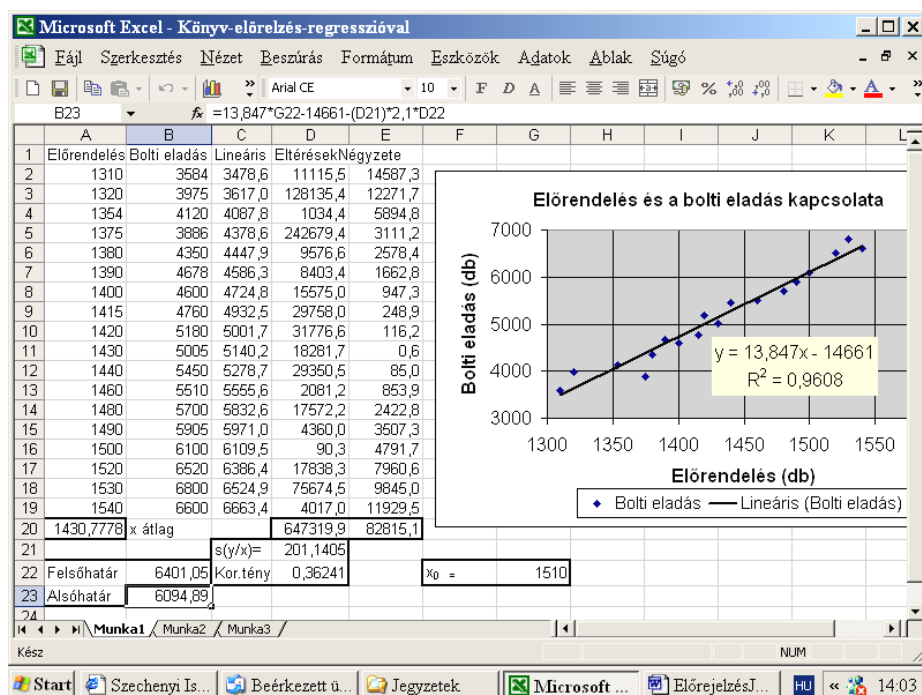 Microsoft Excel - Könyv-előrelzés-regresszióval
Fájl Szerkesztés Nézet Beszúrás Formátum Eszközök Adatok Ablak Súgó
Arial CE 10 F D A
B23 fx =13,847*G22-14661-(D21)*2,1*D22
A B C D E F G H I J K L
1 Előrendelés Bolti eladás Lineáris EltérésekNégyzete
2 1310 3584 3478,6 11115,5 14587,3
3 1320 3975 3617,0 128135,4 12271,7
4 1354 4120 4087,8 1034,4 5894,8
5 1375 3886 4378,6 242679,4 3111,2
6 1380 4350 4447,9 9576,6 2578,4
7 1390 4678 4586,3 8403,4 1662,8
8 1400 4600 4724,8 15575,0 947,3
9 1415 4760 4932,5 29758,0 248,9
10 1420 5180 5001,7 31776,6 116,2
11 1430 5005 5140,2 18281,7 0,6
12 1440 5450 5278,7 29350,5 85,0
13 1460 5510 5555,6 2081,2 853,9
14 1480 5700 5832,6 17572,2 2422,8
15 1490 5905 5971,0 4360,0 3507,3
16 1500 6100 6109,5 90,3 4791,7
17 1520 6520 6386,4 17838,3 7960,6
18 1530 6800 6524,9 75674,5 9845,0
19 1540 6600 6663,4 4017,0 11929,5
20 1430,7778 x átlag 647319,9 82815,1
21 s(y/x)= 201,1405
22 Felsőhatár 6401,05 Kor.tény 0,36241 x0 = 1510
23 Alsóhatár 6094,89
24
Előrendelés és a bolti eladás kapcsolata
Bolti eladás (db)
7000
6000
5000
4000
3000
y = 13,847x - 14661
R² = 0,9608
1300 1350 1400 1450 1500 1550
Előrendelés (db)
Bolti eladás Lineáris (Bolti eladás)
Munka1 Munka2 Munka3
Kész NUM
Start Szechenyi Is... Beérkezett ü... Jegyzetek Microsoft ... ElőrejelzésJ... HU 14:03